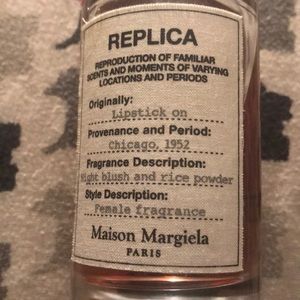 REPLICA
REPRODUCTION OF FAMILIAR
SCENTS AND MOMENTS OF VARYING
LOCATIONS AND PERIODS
Originally:
Lipstick on
Provenance and Period:
Chicago, 1952
Fragrance Description:
blush and rice powder
Style Description:
Female fragrance
Maison Margiela
PARIS